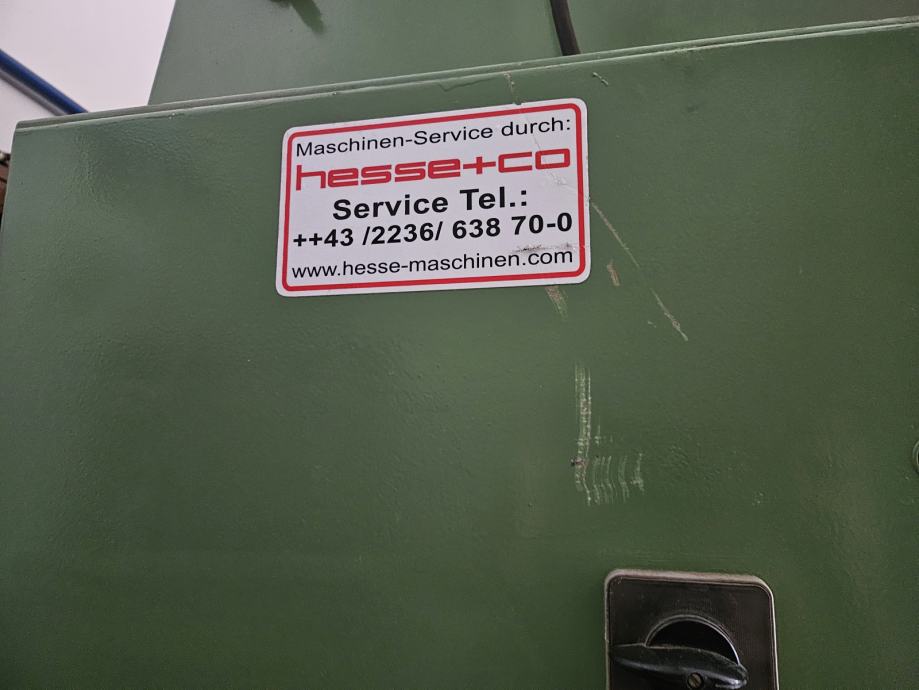 Maschinen-Service durch:
hesse+co
Service Tel.:
++43 /2236/ 638 70-0
www.hesse-maschinen.com